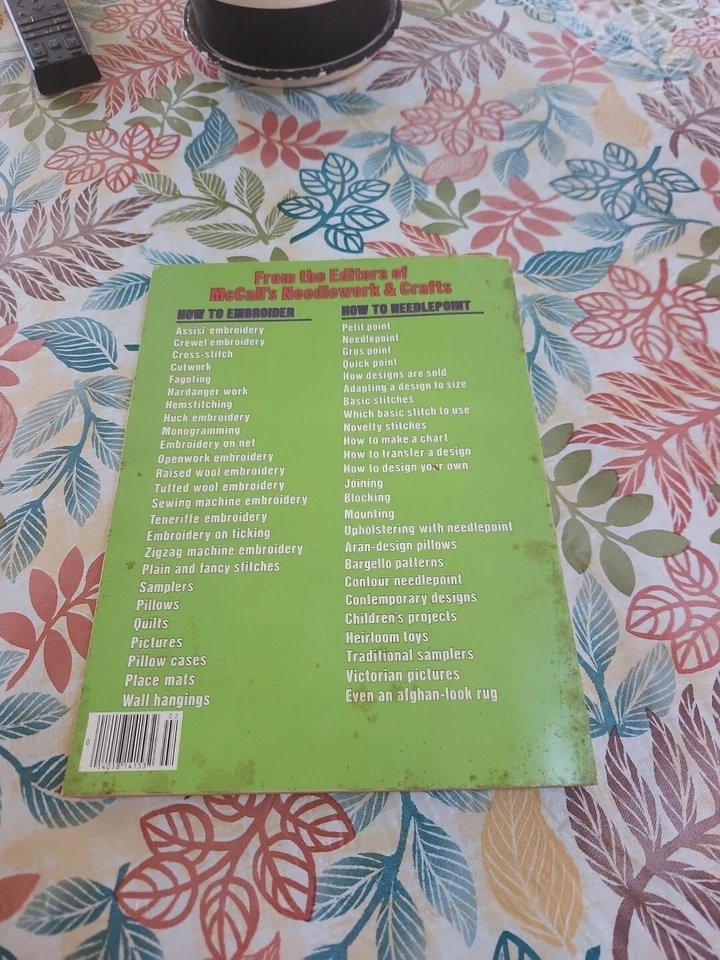 From the Editors of
McCall's Needlework & Crafts
HOW TO EMBROIDER
Assisi embroidery
Crewel embroidery
Cross-stitch
Cutwork
Fagoting
Hardanger work
Hemstitching
Huck embroidery
Monogramming
Embroidery on net
Openwork embroidery
Raised wool embroidery
Tufted wool embroidery
Sewing machine embroidery
Teneriffe embroidery
Embroidery on ticking
Zigzag machine embroidery
Plain and fancy stitches
Samplers
Pillows
Quilts
Pictures
Pillow cases
Place mats
Wall hangings
HOW TO NEEDLEPOINT
Petit point
Needlepoint
Gros point
Quick point
How designs are sold
Adapting a design to size
Basic stitches
Which basic stitch to use
Novelty stitches
How to make a chart
How to transfer a design
How to design your own
Joining
Blocking
Mounting
Upholstering with needlepoint
Aran-design pillows
Bargello patterns
Contour needlepoint
Contemporary designs
Children's projects
Heirloom toys
Traditional samplers
Victorian pictures
Even an afghan-look rug
02
0